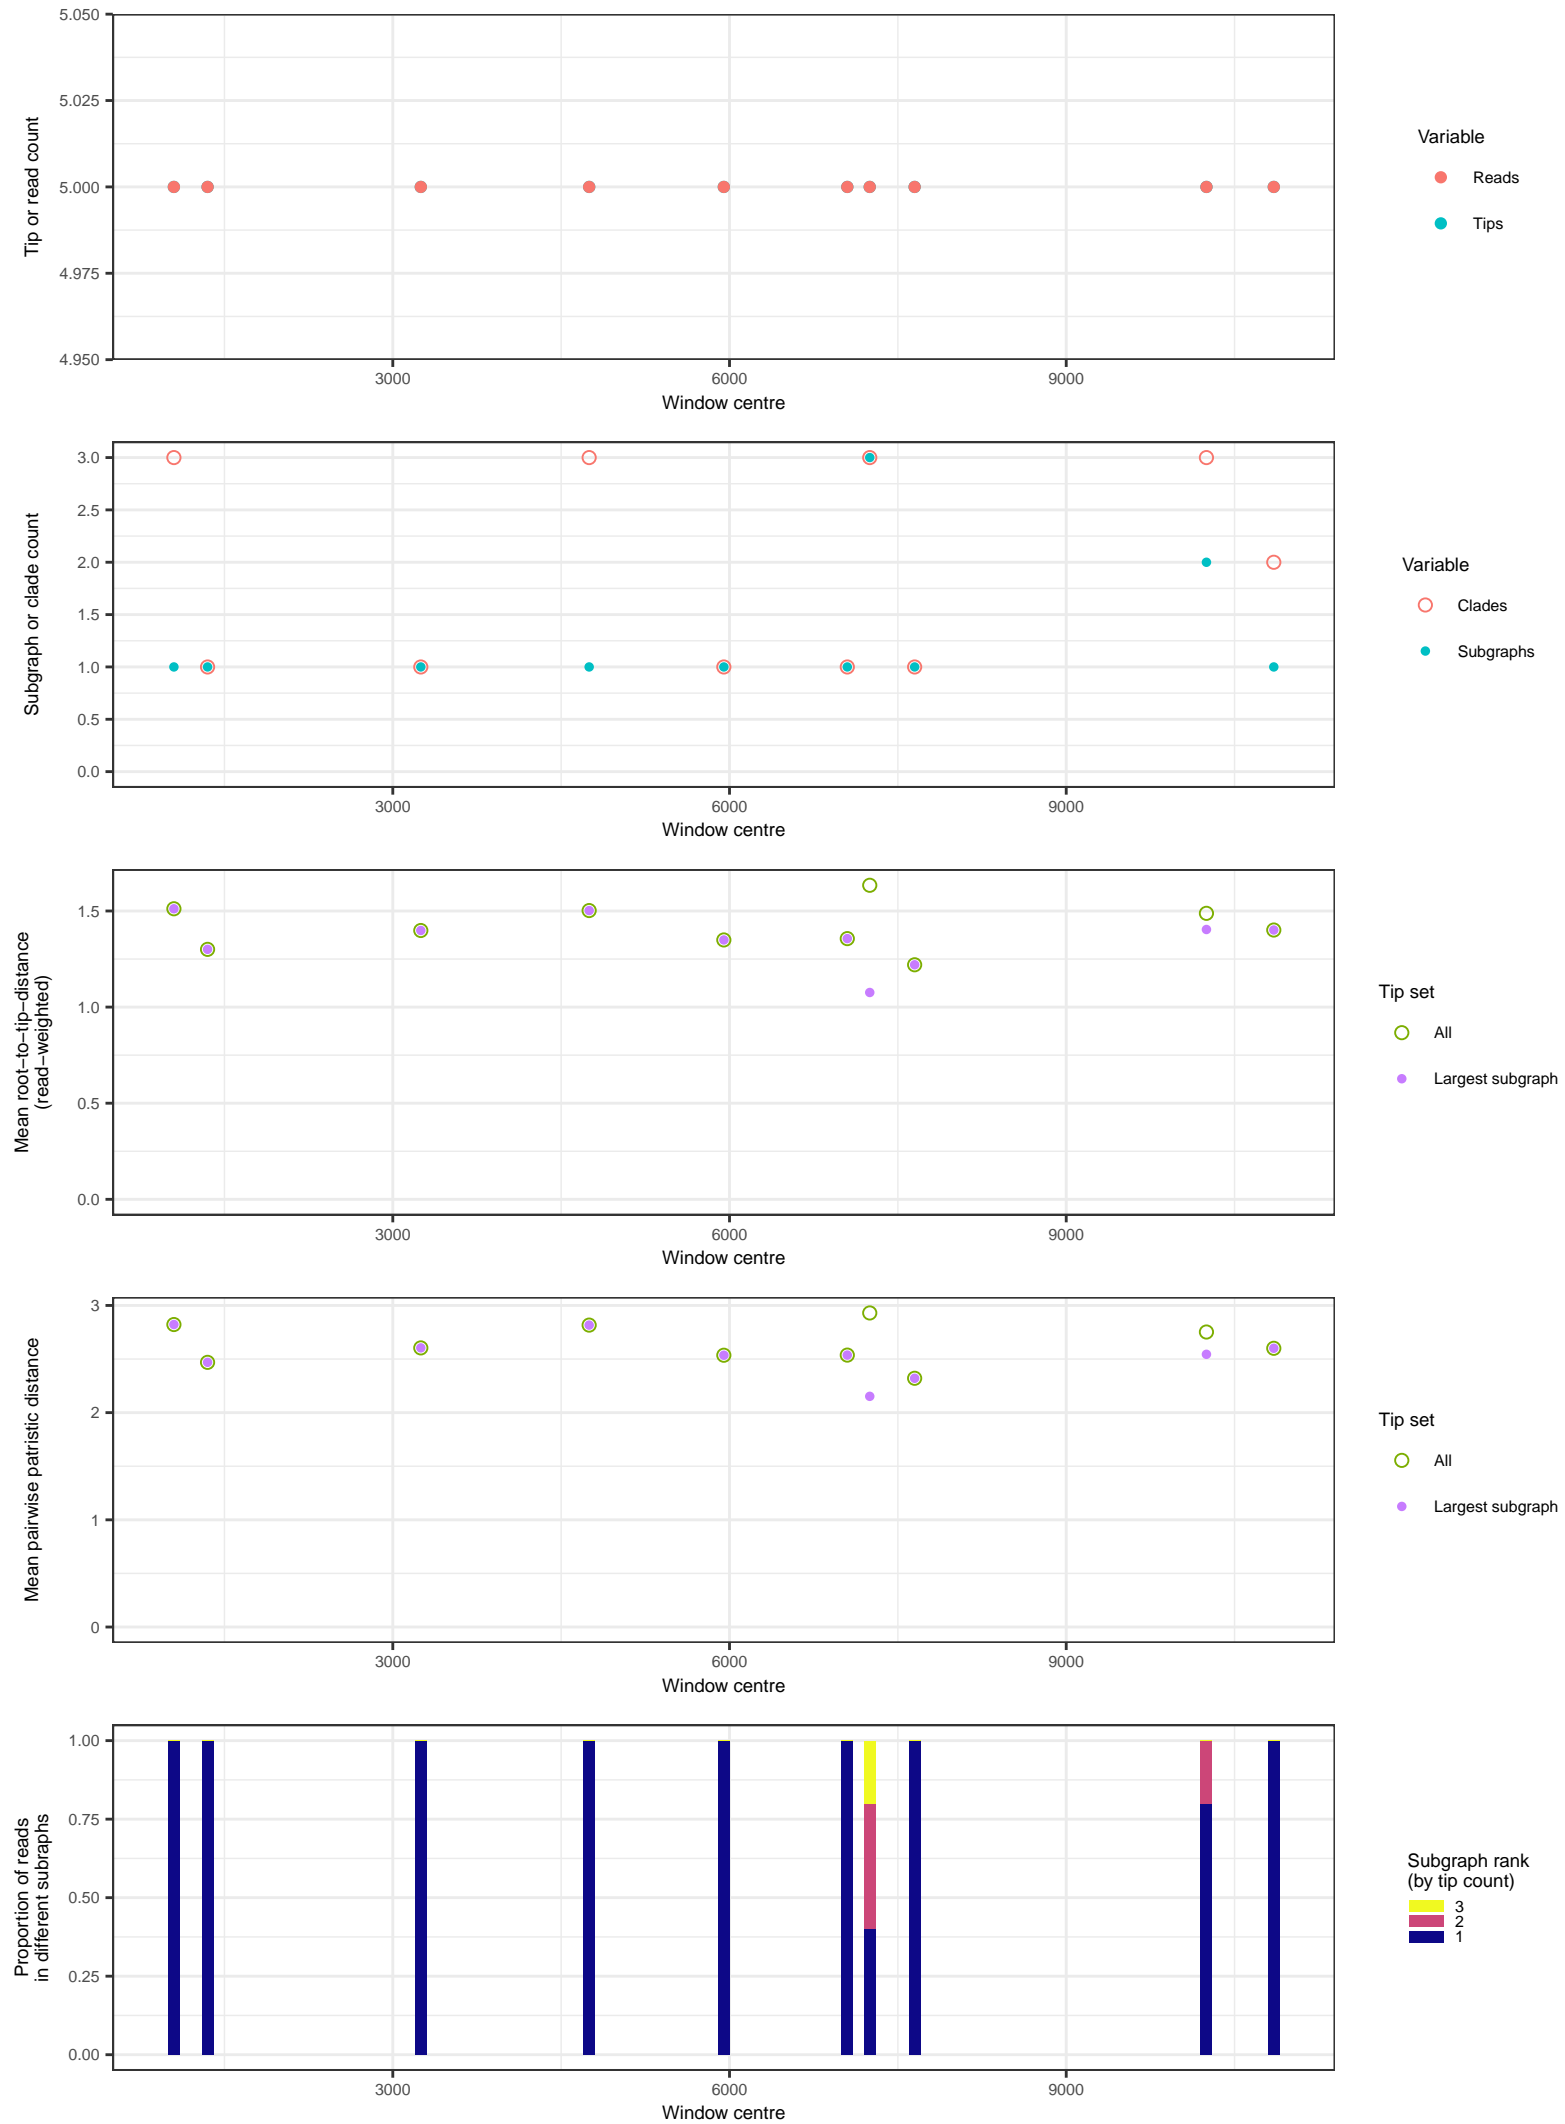 5.050
5.025
5.000
4.975
4.950
Tip or read count
3000 6000 9000
Window centre
Variable
Reads
Tips
3.0
2.5
2.0
1.5
1.0
0.5
0.0
Subgraph or clade count
3000 6000 9000
Window centre
Variable
Clades
Subgraphs
1.5
1.0
0.5
0.0
Mean root−to−tip−distance
(read−weighted)
3000 6000 9000
Window centre
Tip set
All
Largest subgraph
3
2
1
0
Mean pairwise patristic distance
3000 6000 9000
Window centre
Tip set
All
Largest subgraph
1.00
0.75
0.50
0.25
0.00
Proportion of reads
in different subraphs
3000 6000 9000
Window centre
Subgraph rank
(by tip count)
3
2
1